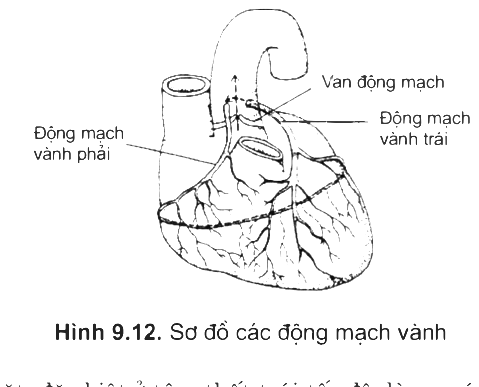 Van động mạch
Động mạch
vành trái
Động mạch
vành phải
Hình 9.12. Sơ đồ các động mạch vành